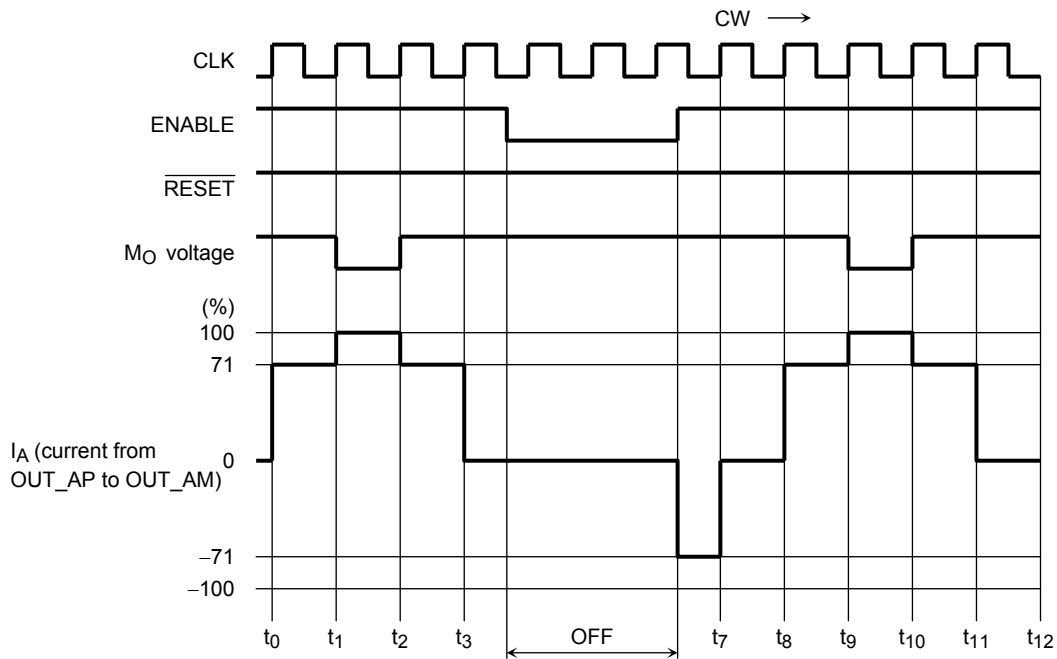 CW
CLK
ENABLE
RESET
MO voltage
(%)
100
71
IA (current from
OUT_AP to OUT_AM)
0
−71
−100
t0 t1 t2 t3 OFF t7 t8 t9 t10 t11 t12